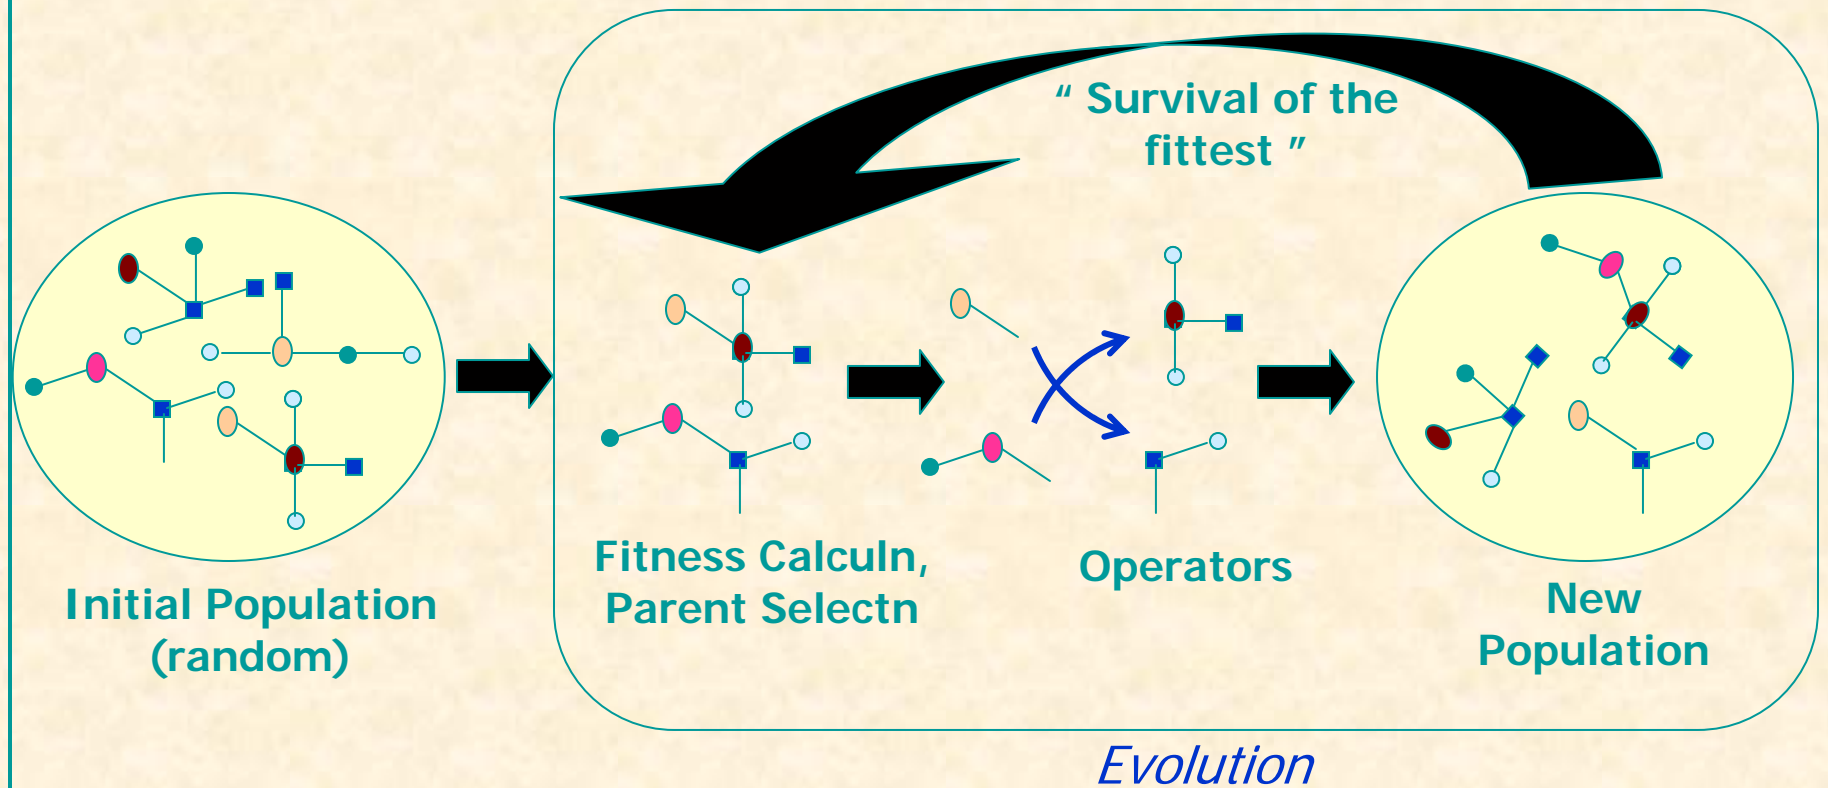 “ Survival of the
fittest ”
Initial Population
(random)
Fitness Calculn,
Parent Selectn
Operators
New
Population
Evolution